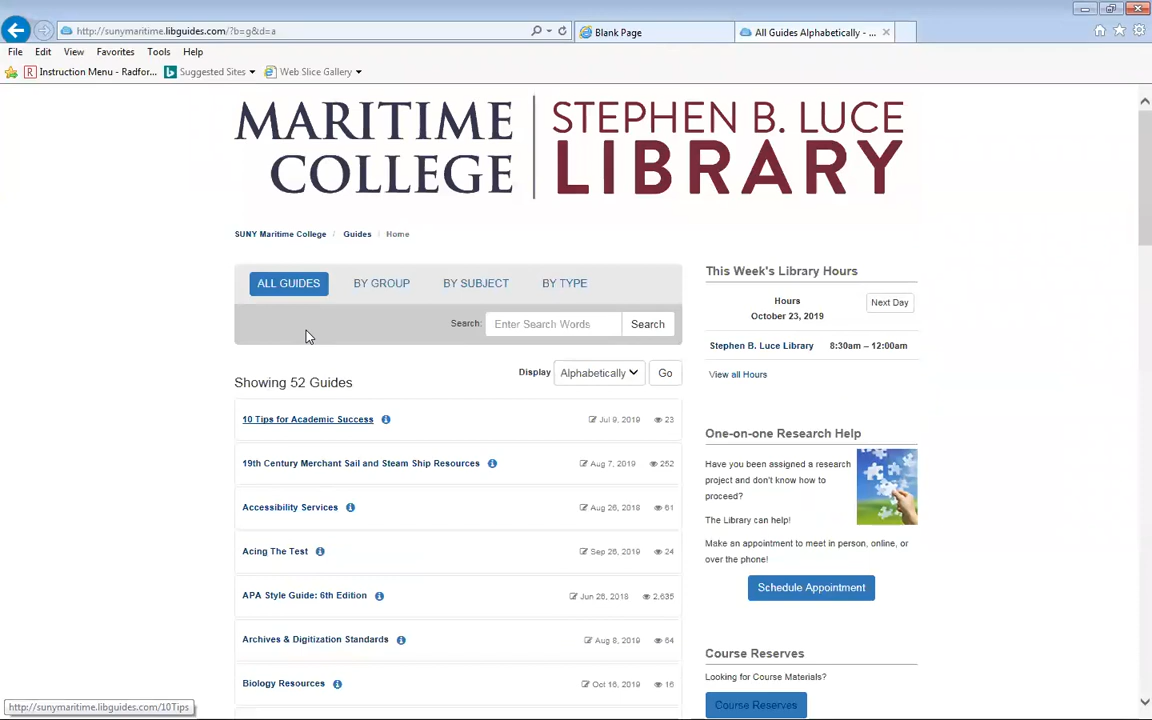 http://sunymaritime.libguides.com/?b=g&d=a
Blank Page
All Guides Alphabetically - ...
File Edit View Favorites Tools Help
Instruction Menu - Radfor...
Suggested Sites
Web Slice Gallery
MARITIME COLLEGE
STEPHEN B. LUCE LIBRARY
SUNY Maritime College / Guides / Home
ALL GUIDES BY GROUP BY SUBJECT BY TYPE
Search: Enter Search Words Search
Display Alphabetically Go
Showing 52 Guides
10 Tips for Academic Success Jul 9, 2019 23
19th Century Merchant Sail and Steam Ship Resources Aug 7, 2019 252
Accessibility Services Aug 26, 2018 61
Acing The Test Sep 26, 2019 24
APA Style Guide: 6th Edition Jun 26, 2018 2,635
Archives & Digitization Standards Aug 8, 2019 64
Biology Resources Oct 16, 2019 16
This Week's Library Hours
Hours
October 23, 2019
Next Day
Stephen B. Luce Library 8:30am – 12:00am
View all Hours
One-on-one Research Help
Have you been assigned a research
project and don't know how to
proceed?
The Library can help!
Make an appointment to meet in person, online, or
over the phone!
Schedule Appointment
Course Reserves
Looking for Course Materials?
Course Reserves
http://sunymaritime.libguides.com/10Tips